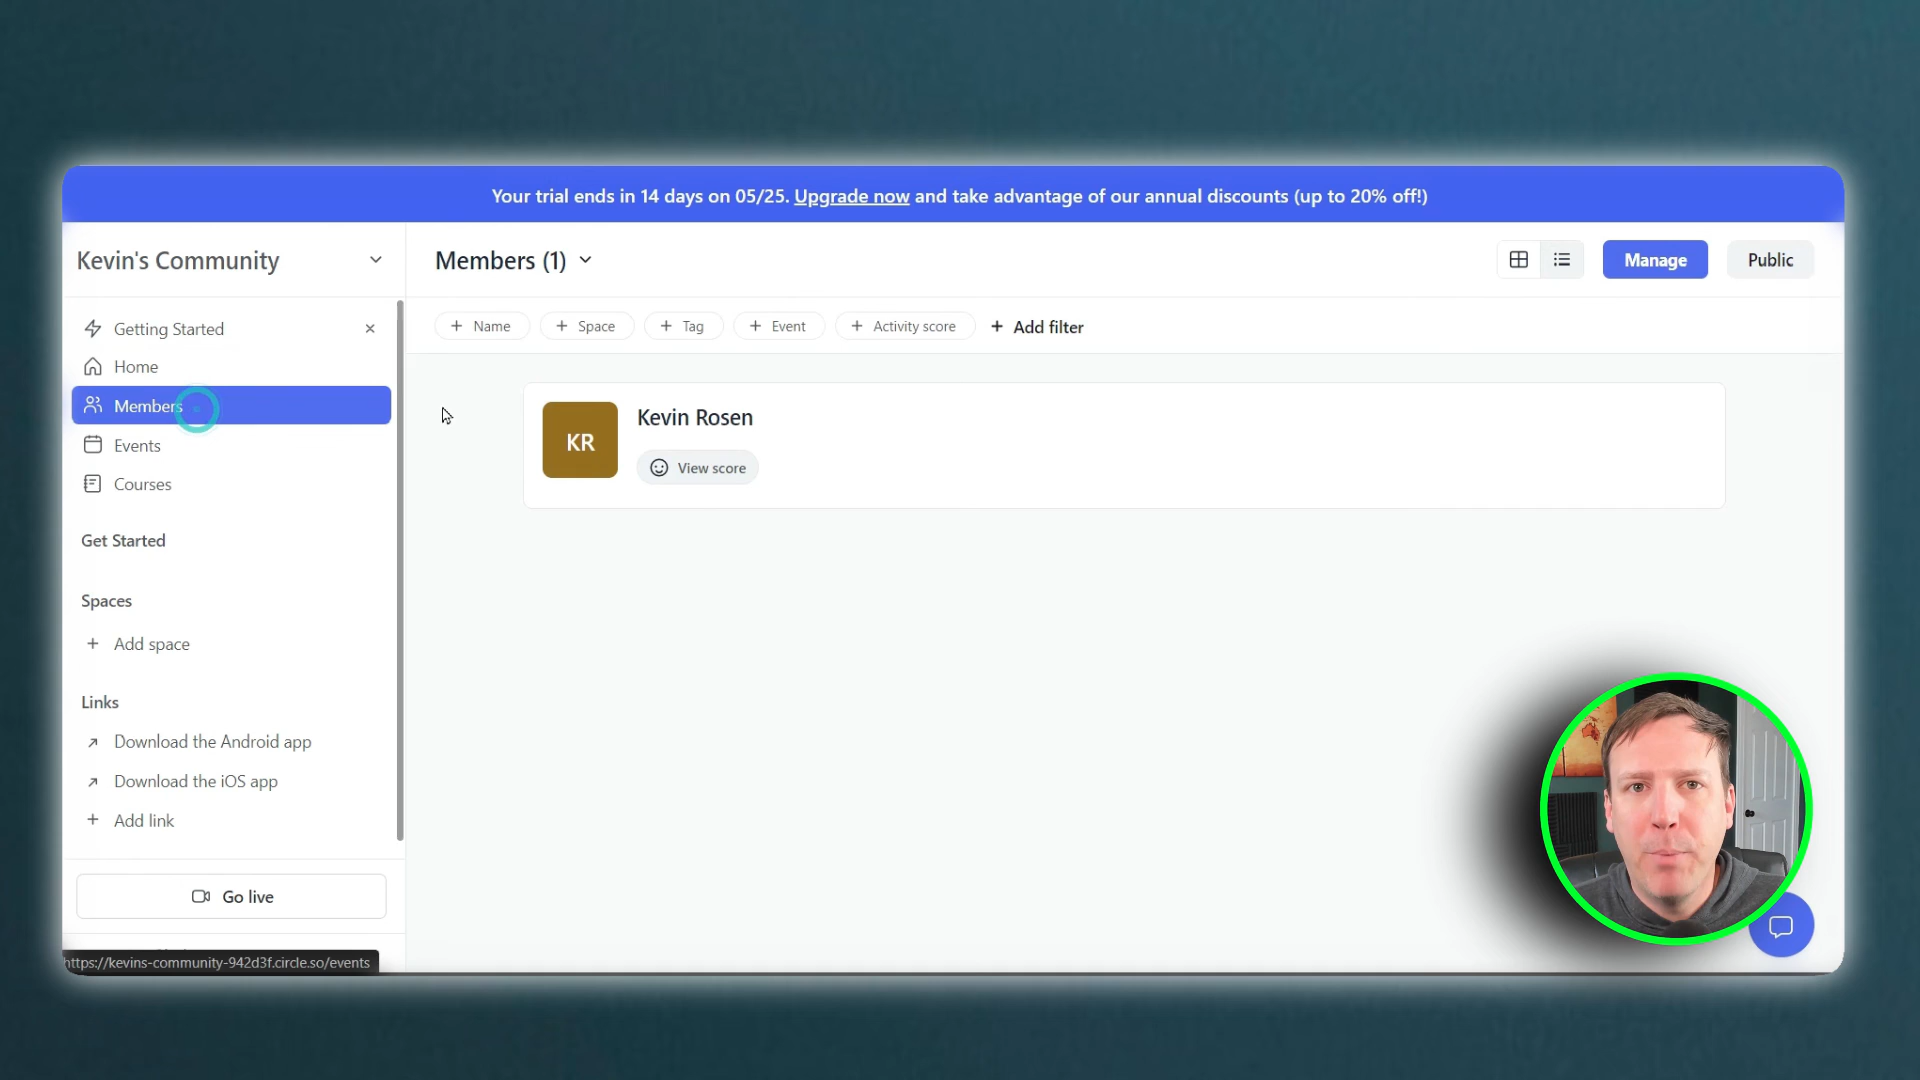 Your trial ends in 14 days on 05/25. Upgrade now and take advantage of our annual discounts (up to 20% off!)
Kevin's Community
Members (1)
Manage
Public
Getting Started
Home
Members
Events
Courses
Get Started
Spaces
+ Add space
Links
Download the Android app
Download the iOS app
+ Add link
Go live
https://kevins-community-942d3f.circle.so/events
+ Name
+ Space
+ Tag
+ Event
+ Activity score
+ Add filter
KR
Kevin Rosen
View score